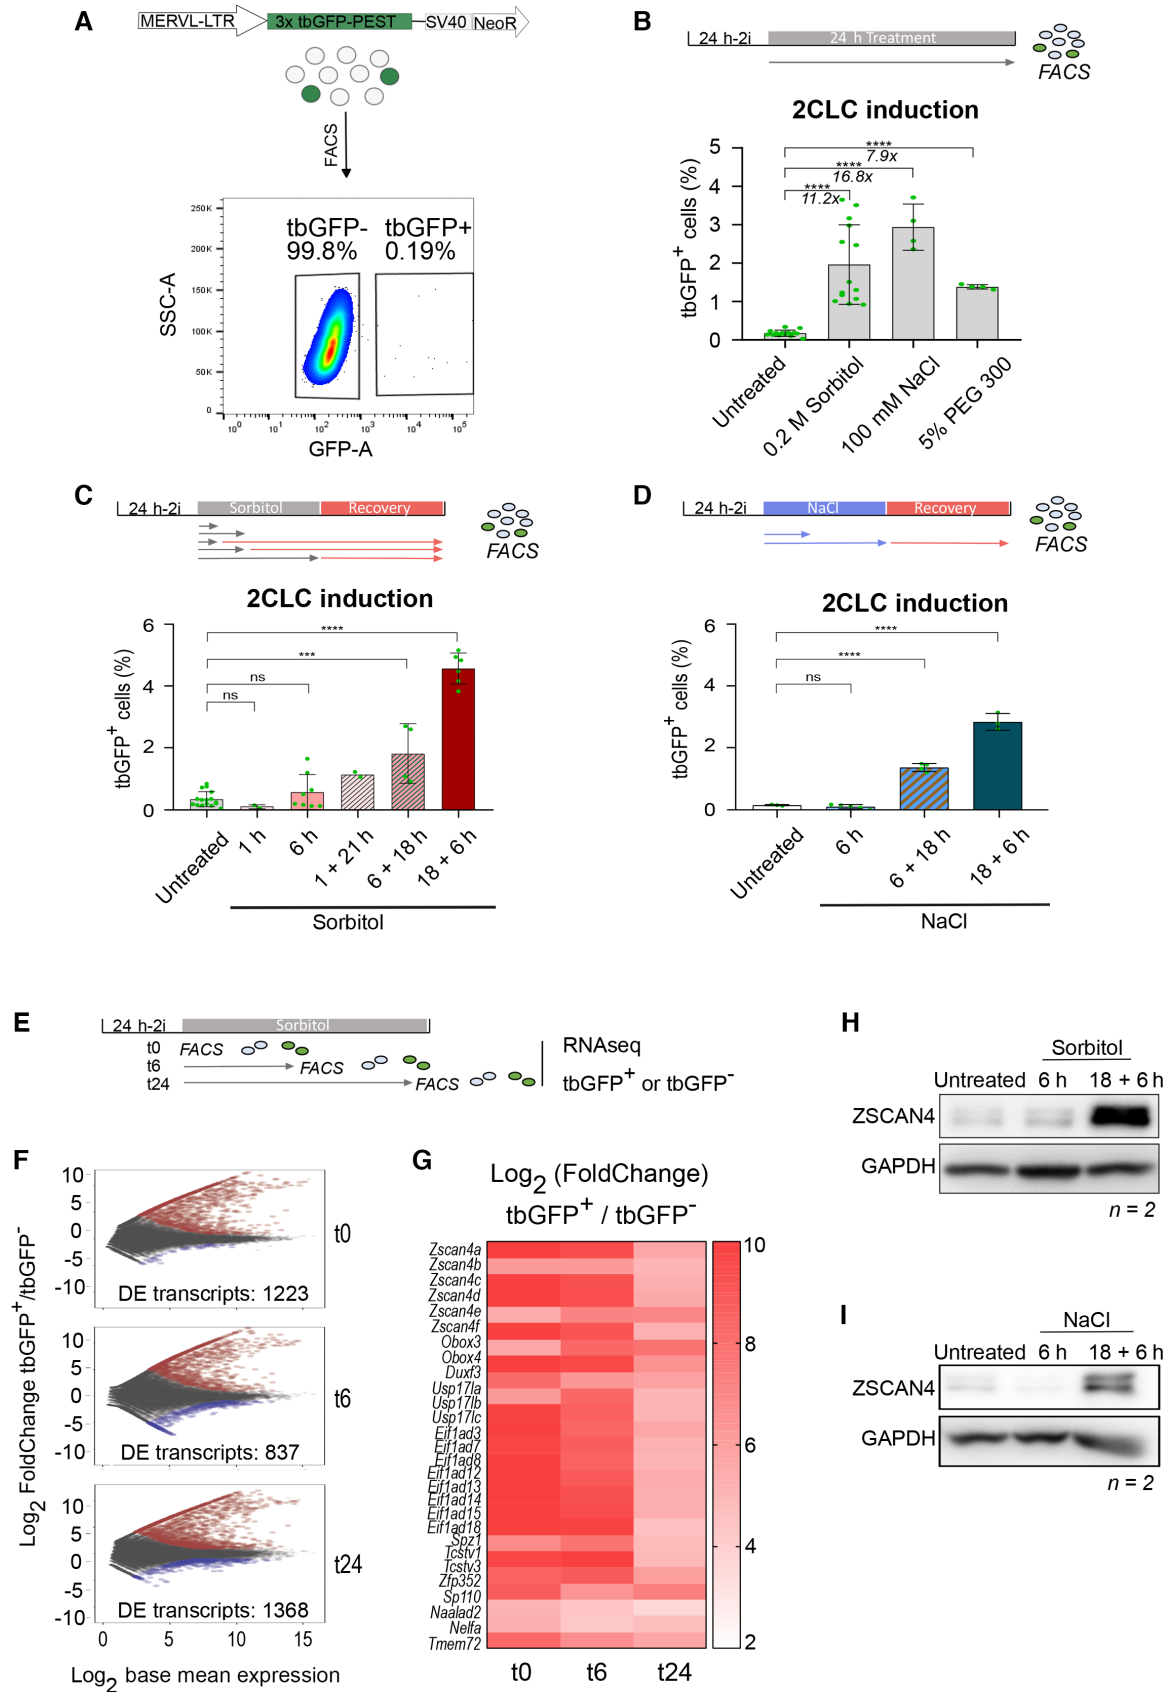 A
MERVL-LTR
3x tbGFP-PEST
SV40
NeoR
FACS
tbGFP-
99.8%
tbGFP+
0.19%
250K
200K
150K
100K
50K
0
SSC-A
10^0
10^1
10^2
10^3
10^4
10^5
GFP-A
B
24 h-2i
24 h Treatment
FACS
2CLC induction
****
7.9x
****
16.8x
****
11.2x
5
4
3
2
1
0
tbGFP+ cells (%)
Untreated
0.2 M Sorbitol
100 mM NaCl
5% PEG 300
C
24 h-2i
Sorbitol
Recovery
FACS
2CLC induction
****
***
ns
ns
6
4
2
0
tbGFP+ cells (%)
Untreated
1 h
6 h
1 + 21 h
6 + 18 h
18 + 6 h
Sorbitol
D
24 h-2i
NaCl
Recovery
FACS
2CLC induction
****
****
ns
6
4
2
0
tbGFP+ cells (%)
Untreated
6 h
6 + 18 h
18 + 6 h
NaCl
E
24 h-2i
Sorbitol
t0
FACS
t6
FACS
t24
FACS
RNAseq
tbGFP+ or tbGFP-
F
Log2 FoldChange tbGFP+/tbGFP-
10
5
0
-5
-10
DE transcripts: 1223
t0
10
5
0
-5
-10
DE transcripts: 837
t6
10
5
0
-5
-10
DE transcripts: 1368
t24
0
5
10
15
Log2 base mean expression
G
Log2 (FoldChange)
tbGFP+ / tbGFP-
Zscan4a
Zscan4b
Zscan4c
Zscan4d
Zscan4e
Zscan4f
Obox3
Obox4
Duxf3
Usp17la
Usp17lb
Usp17lc
Eif1ad3
Eif1ad7
Eif1ad8
Eif1ad12
Eif1ad13
Eif1ad14
Eif1ad15
Eif1ad18
Spz1
Tcstv1
Tcstv3
Zfp352
Sp110
Naalad2
Nelfa
Tmem72
t0
t6
t24
10
8
6
4
2
H
Sorbitol
Untreated
6 h
18 + 6 h
ZSCAN4
GAPDH
n = 2
I
NaCl
Untreated
6 h
18 + 6 h
ZSCAN4
GAPDH
n = 2